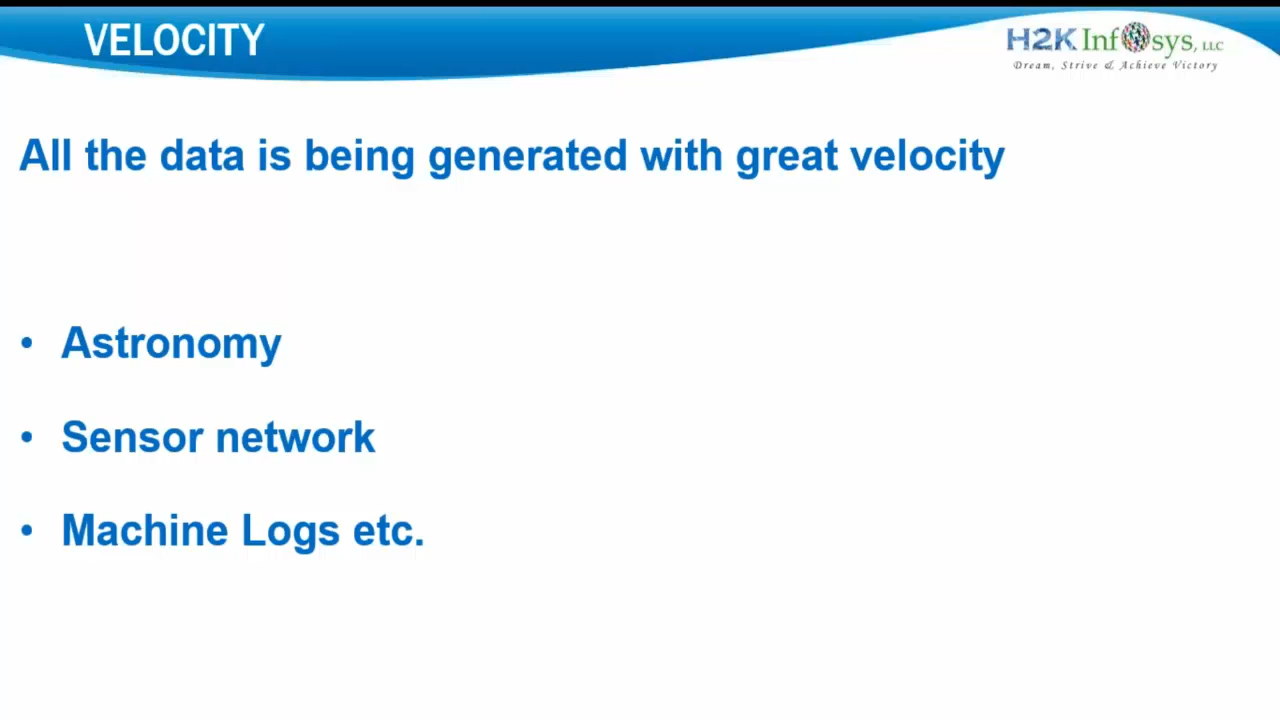 VELOCITY
H2K Infosys, LLC
Dream, Strive & Achieve Victory
All the data is being generated with great velocity
• Astronomy
• Sensor network
• Machine Logs etc.